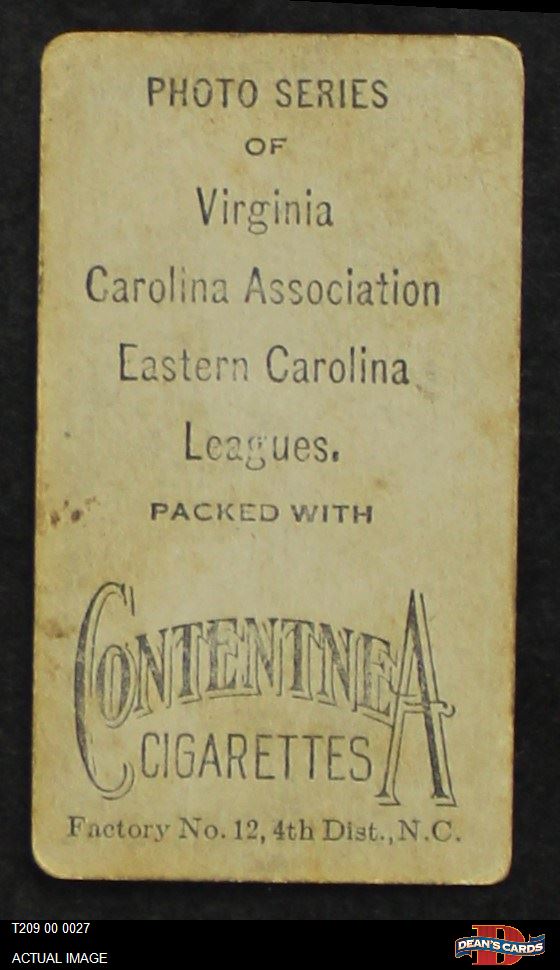 PHOTO SERIES
OF
Virginia
Carolina Association
Eastern Carolina
Leagues.
PACKED WITH
CONTENTNEA
CIGARETTES
Factory No. 12, 4th Dist., N.C.
T209 00 0027
ACTUAL IMAGE
D
DEAN'S CARDS